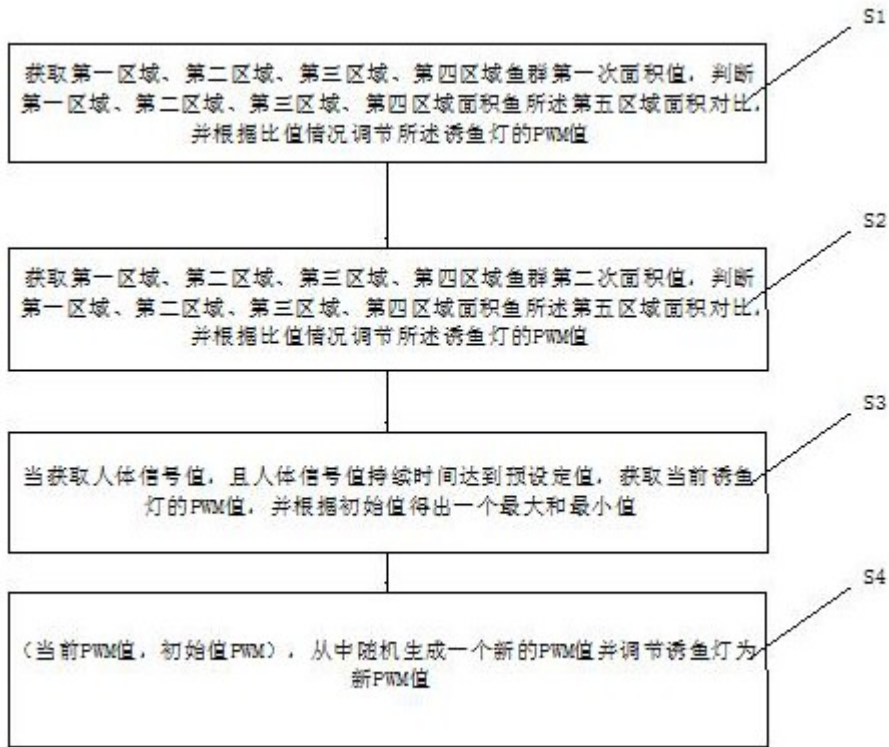 S1
获取第一区域、第二区域、第三区域、第四区域鱼群第一次面积值，判断
第一区域、第二区域、第三区域、第四区域面积鱼所述第五区域面积对比，
并根据比值情况调节所述诱鱼灯的PWM值
S2
获取第一区域、第二区域、第三区域、第四区域鱼群第二次面积值，判断
第一区域、第二区域、第三区域、第四区域面积鱼所述第五区域面积对比，
并根据比值情况调节所述诱鱼灯的PWM值
S3
当获取人体信号值，且人体信号值持续时间达到预设定值，获取当前诱鱼
灯的PWM值，并根据初始值得出一个最大和最小值
S4
（当前PWM值，初始值PWM），从中随机生成一个新的PWM值并调节诱鱼灯为
新PWM值